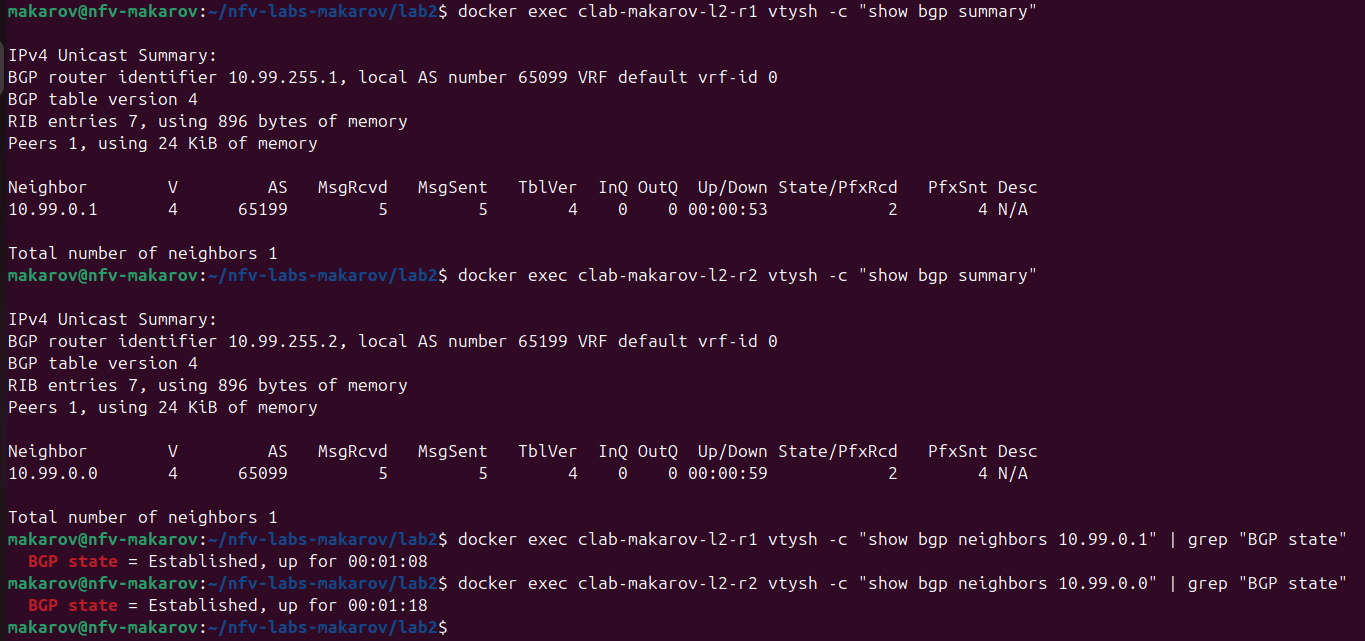 makarov@nfv-makarov:~/nfv-labs-makarov/lab2$ docker exec clab-makarov-l2-r1 vtysh -c "show bgp summary"

IPv4 Unicast Summary:
BGP router identifier 10.99.255.1, local AS number 65099 VRF default vrf-id 0
BGP table version 4
RIB entries 7, using 896 bytes of memory
Peers 1, using 24 KiB of memory

Neighbor        V         AS   MsgRcvd   MsgSent   TblVer  InQ OutQ  Up/Down State/PfxRcd   PfxSnt Desc
10.99.0.1       4      65199         5         5        4    0    0 00:00:53            2        4 N/A

Total number of neighbors 1
makarov@nfv-makarov:~/nfv-labs-makarov/lab2$ docker exec clab-makarov-l2-r2 vtysh -c "show bgp summary"

IPv4 Unicast Summary:
BGP router identifier 10.99.255.2, local AS number 65199 VRF default vrf-id 0
BGP table version 4
RIB entries 7, using 896 bytes of memory
Peers 1, using 24 KiB of memory

Neighbor        V         AS   MsgRcvd   MsgSent   TblVer  InQ OutQ  Up/Down State/PfxRcd   PfxSnt Desc
10.99.0.0       4      65099         5         5        4    0    0 00:00:59            2        4 N/A

Total number of neighbors 1
makarov@nfv-makarov:~/nfv-labs-makarov/lab2$ docker exec clab-makarov-l2-r1 vtysh -c "show bgp neighbors 10.99.0.1" | grep "BGP state"
  BGP state = Established, up for 00:01:08
makarov@nfv-makarov:~/nfv-labs-makarov/lab2$ docker exec clab-makarov-l2-r2 vtysh -c "show bgp neighbors 10.99.0.0" | grep "BGP state"
  BGP state = Established, up for 00:01:18
makarov@nfv-makarov:~/nfv-labs-makarov/lab2$